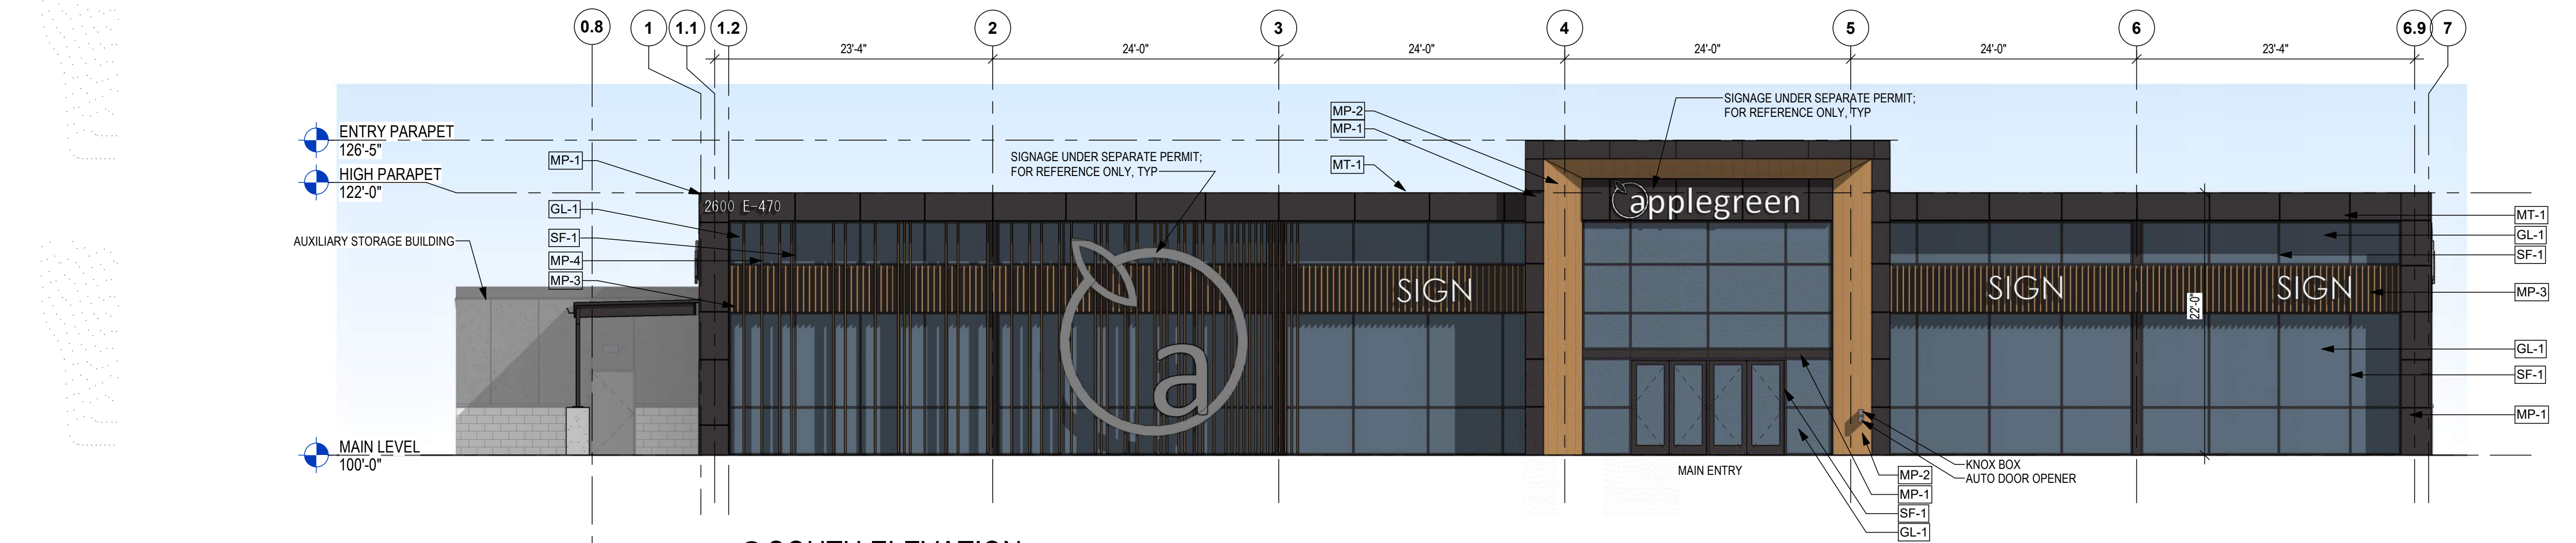 0.8 1 1.1 1.2 2 3 4 5 6 6.9 7
23'-4" 24'-0" 24'-0" 24'-0" 24'-0" 23'-4"
ENTRY PARAPET
126'-5"
HIGH PARAPET
122'-0"
MAIN LEVEL
100'-0"
AUXILIARY STORAGE BUILDING
MP-1
GL-1
SF-1
MP-4
MP-3
2600 E-470
SIGNAGE UNDER SEPARATE PERMIT;
FOR REFERENCE ONLY, TYP
a
MP-2
MP-1
MT-1
SIGN
SIGNAGE UNDER SEPARATE PERMIT;
FOR REFERENCE ONLY, TYP
applegreen
MAIN ENTRY
KNOX BOX
AUTO DOOR OPENER
MP-2
MP-1
SF-1
GL-1
SIGN
SIGN
22'-0"
MT-1
GL-1
SF-1
MP-3
GL-1
SF-1
MP-1
SOUTH ELEVATION